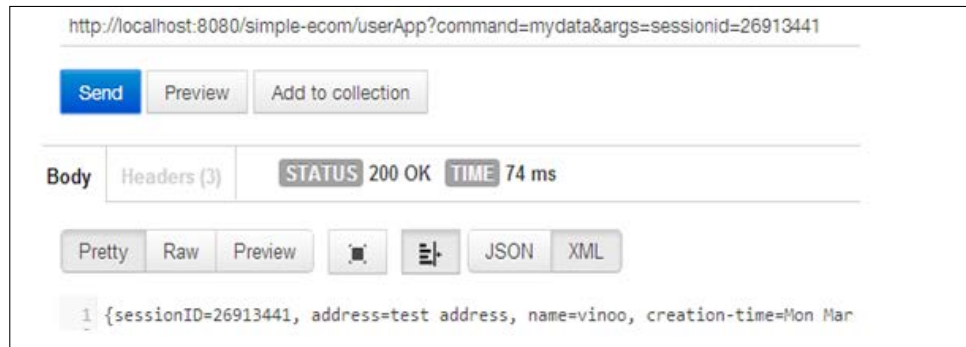 http://localhost:8080/simple-ecom/userApp?command=mydata&args=sessionid=26913441
Send Preview Add to collection
Body Headers (3) STATUS 200 OK TIME 74 ms
Pretty Raw Preview JSON XML
1 {sessionID=26913441, address=test address, name=vinoo, creation-time=Mon Mar